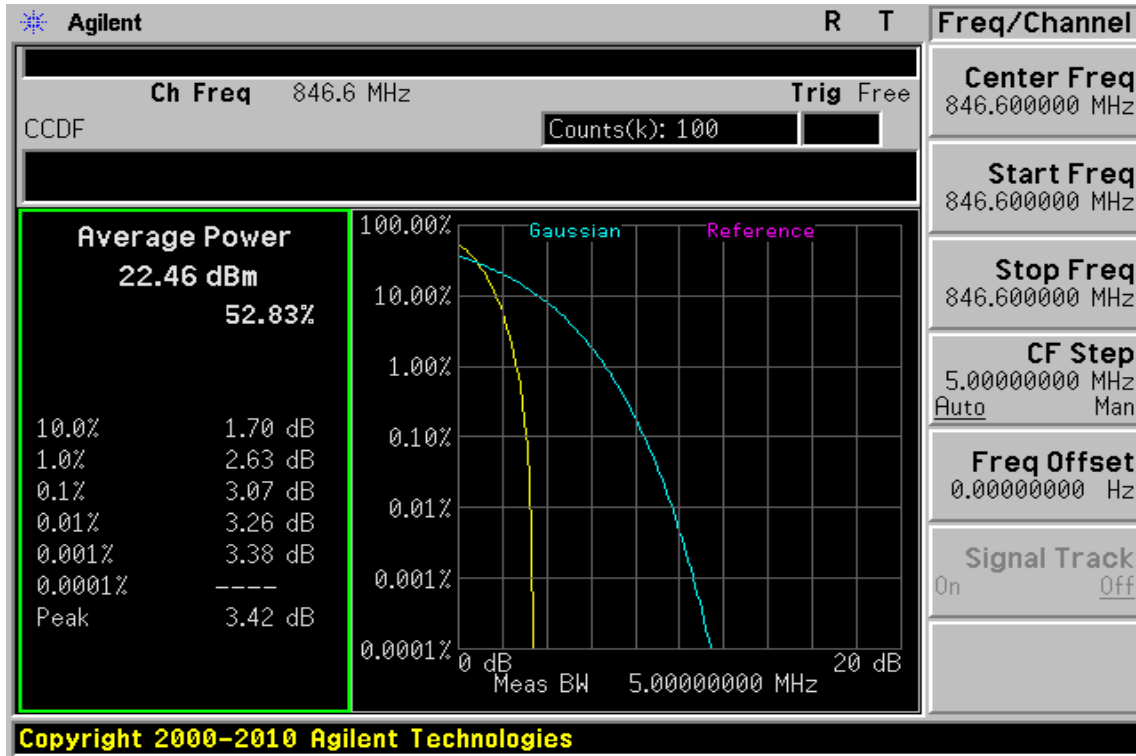 Agilent R T
Ch Freq 846.6 MHz Trig Free
CCDF Counts(k): 100
Average Power
22.46 dBm
52.83%
10.0% 1.70 dB
1.0% 2.63 dB
0.1% 3.07 dB
0.01% 3.26 dB
0.001% 3.38 dB
0.0001% ----
Peak 3.42 dB
Gaussian Reference
100.00%
10.00%
1.00%
0.10%
0.01%
0.001%
0.0001%
0 dB 20 dB
Meas BW 5.00000000 MHz
Freq/Channel
Center Freq
846.600000 MHz
Start Freq
846.600000 MHz
Stop Freq
846.600000 MHz
CF Step
5.00000000 MHz
Auto Man
Freq Offset
0.00000000 Hz
Signal Track
On Off
Copyright 2000-2010 Agilent Technologies